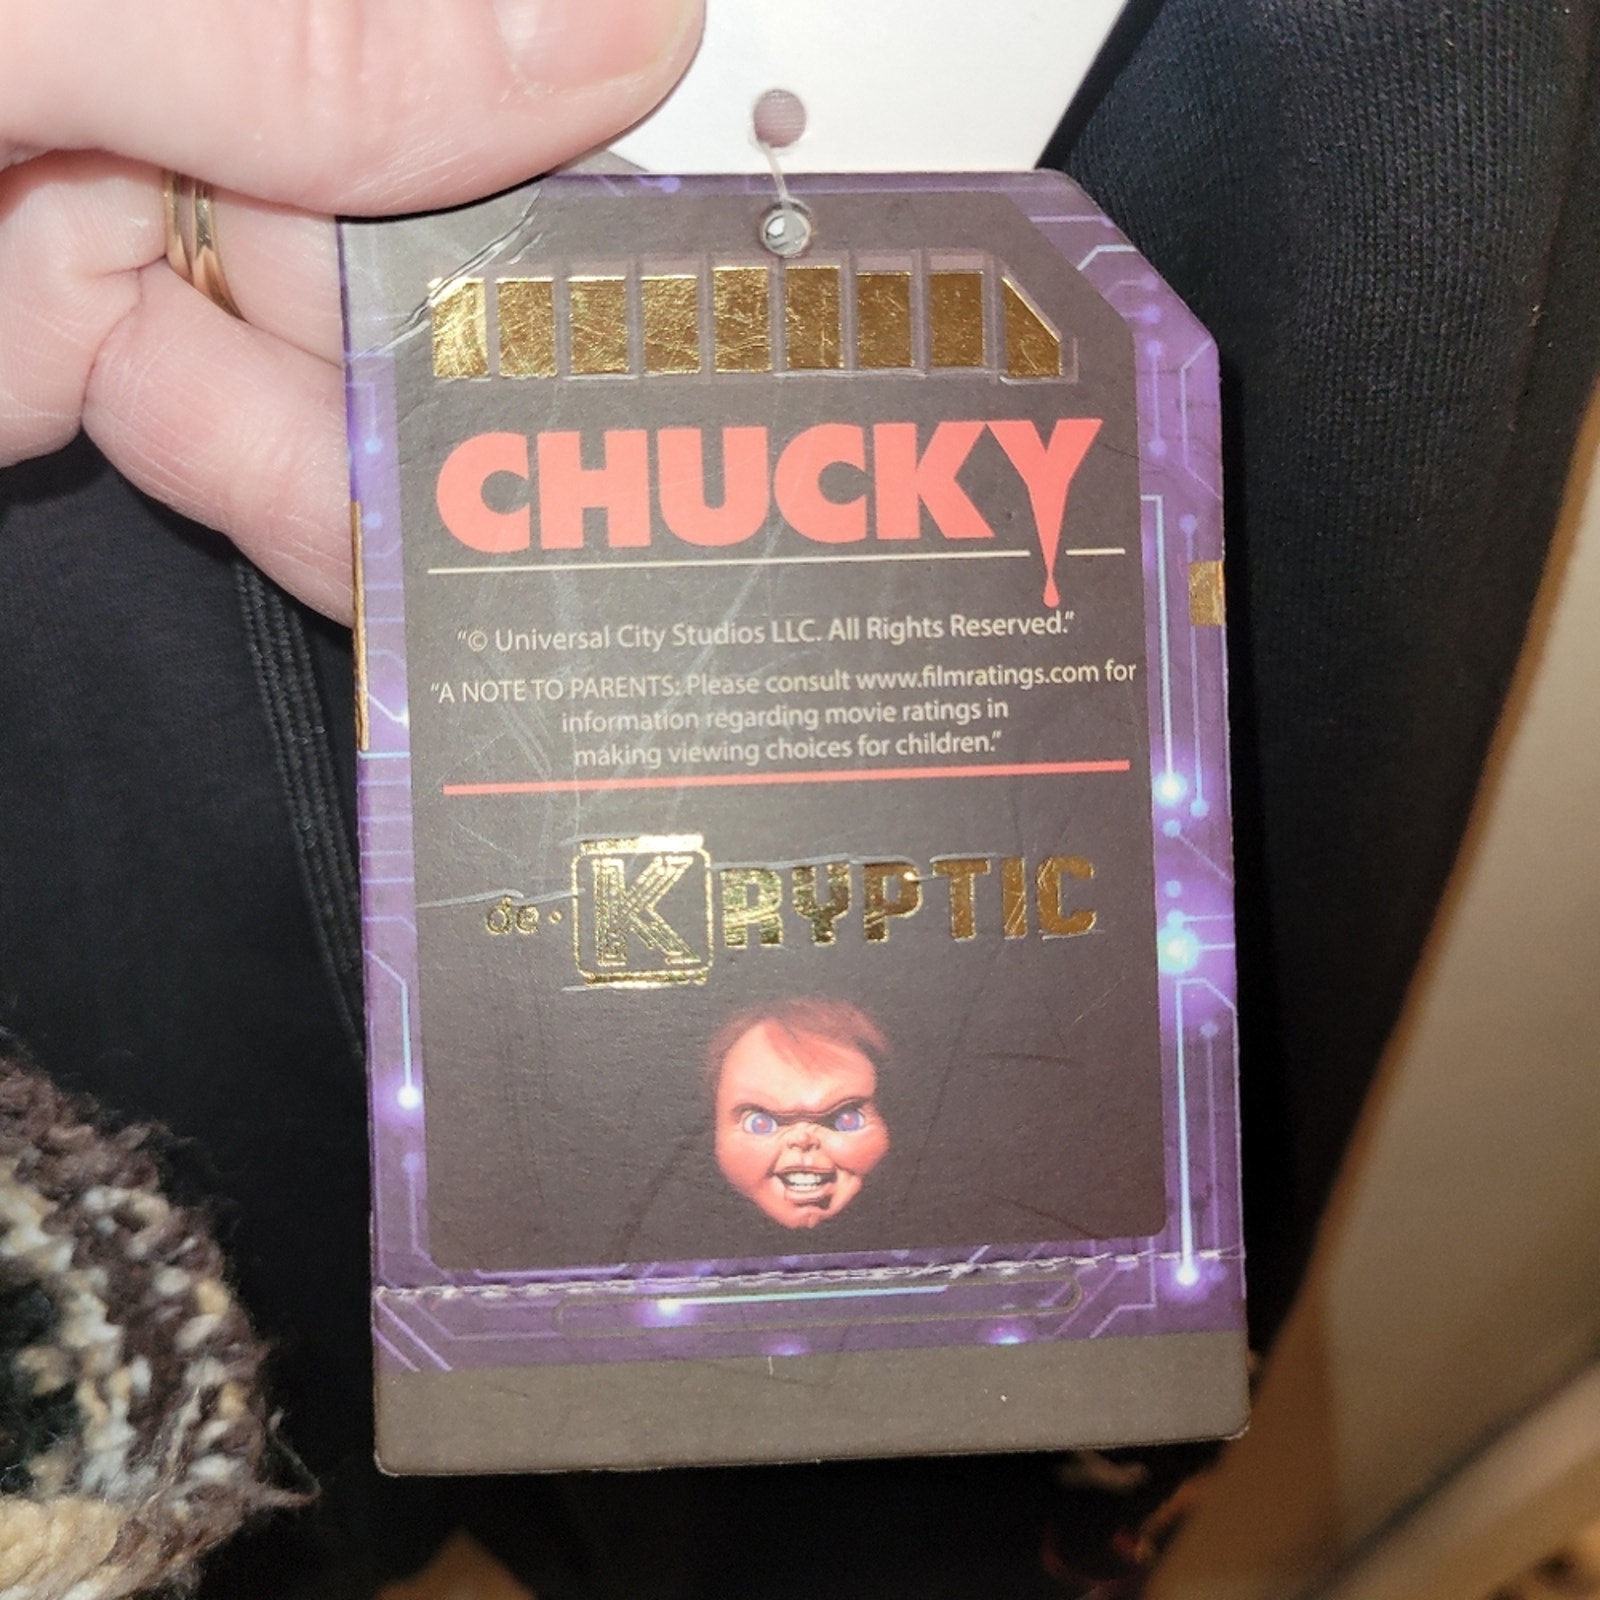 CHUCKY
"© Universal City Studios LLC. All Rights Reserved."
"A NOTE TO PARENTS: Please consult www.filmratings.com for
information regarding movie ratings in
making viewing choices for children."
de•KRYPTIC